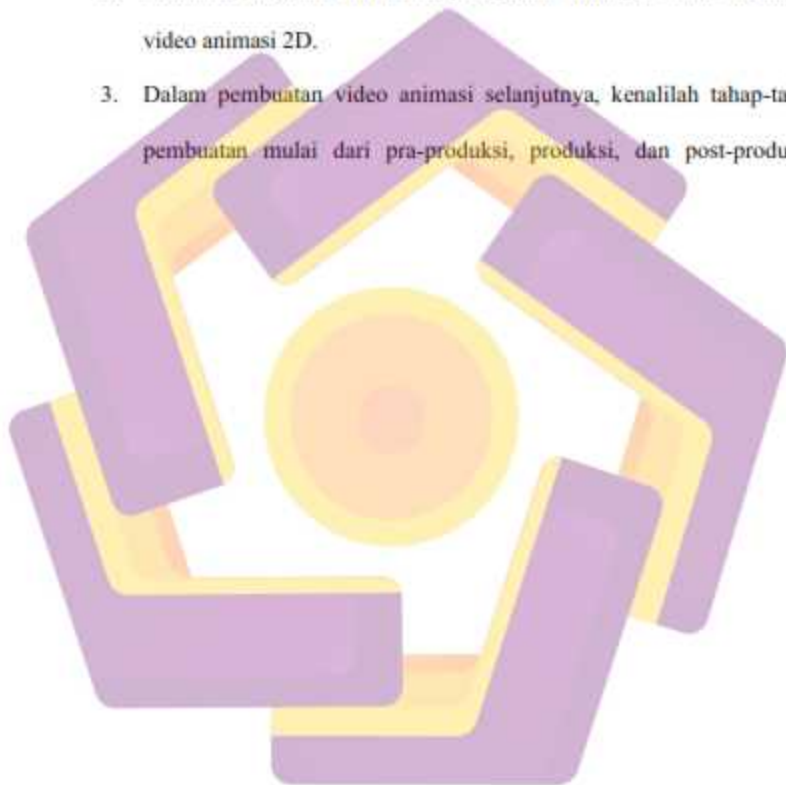 video animasi 2D.
3. Dalam pembuatan video animasi selanjutnya, kenalilah tahap-ta
pembuatan mulai dari pra-produksi, produksi, dan post-produ